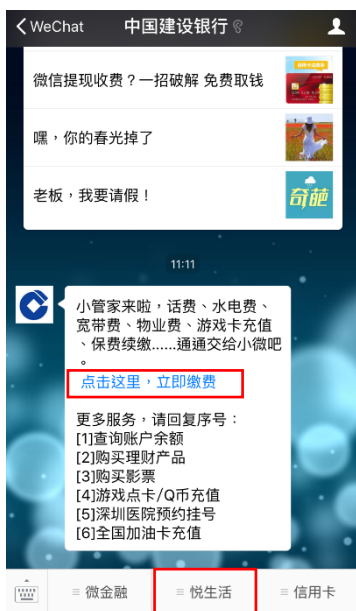 WeChat 中国建设银行
微信提现收费？一招破解 免费取钱
嘿，你的春光掉了
老板，我要请假！
奇葩
11:11
小管家来啦，话费、水电费、
宽带费、物业费、游戏卡充值
、保费续缴......通通交给小微吧
。
点击这里，立即缴费
更多服务，请回复序号：
[1]查询账户余额
[2]购买理财产品
[3]购买影票
[4]游戏点卡/Q币充值
[5]深圳医院预约挂号
[6]全国加油卡充值
微金融 悦生活 信用卡